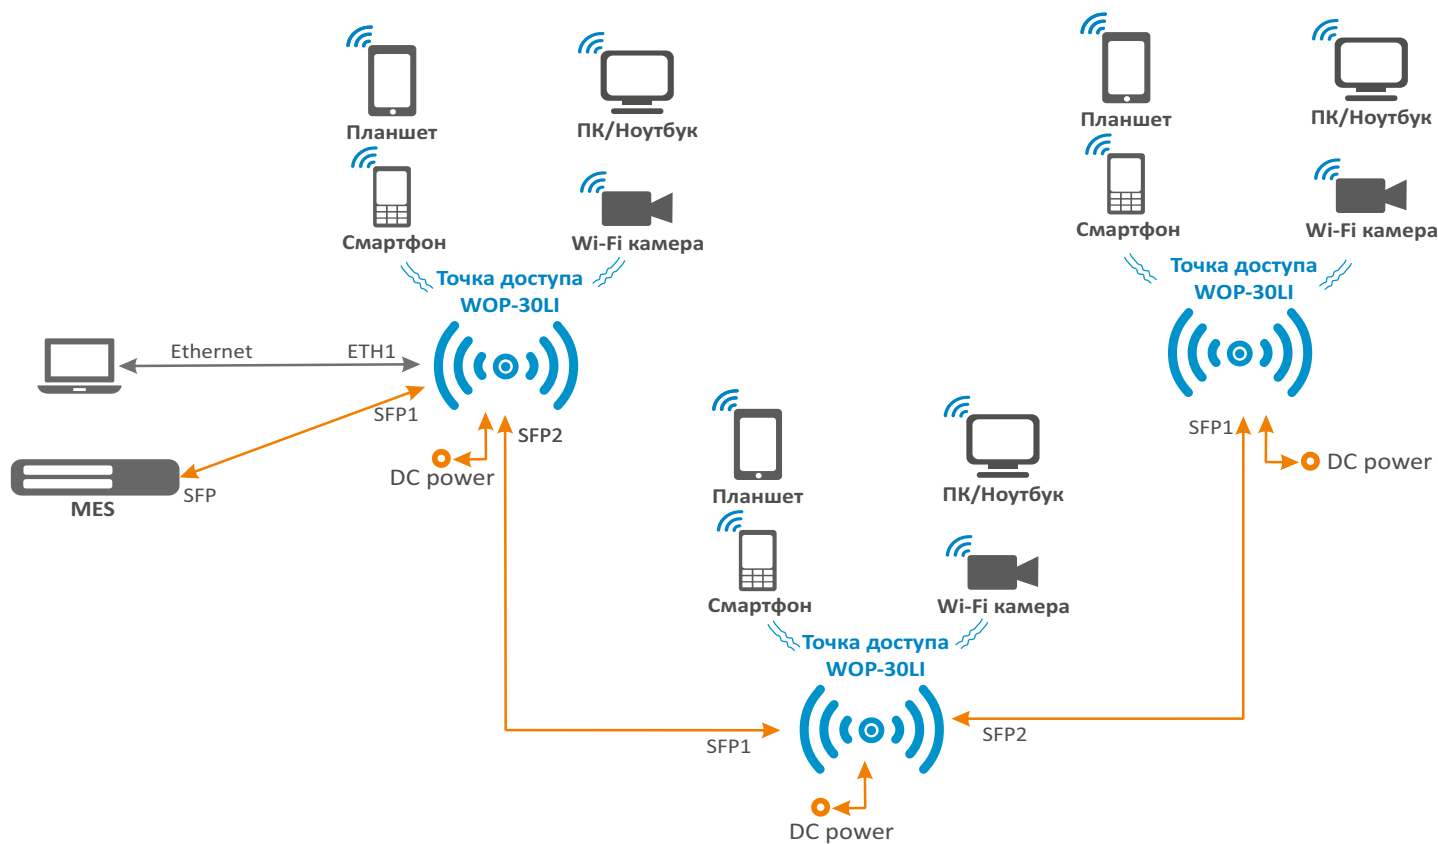 Планшет
ПК/Ноутбук
Смартфон
Wi-Fi камера
Точка доступа
WOP-30LI
Ethernet
ETH1
SFP1
SFP2
DC power
SFP
MES
Планшет
ПК/Ноутбук
Смартфон
Wi-Fi камера
Точка доступа
WOP-30LI
SFP1
SFP2
DC power
Планшет
ПК/Ноутбук
Смартфон
Wi-Fi камера
Точка доступа
WOP-30LI
SFP1
DC power